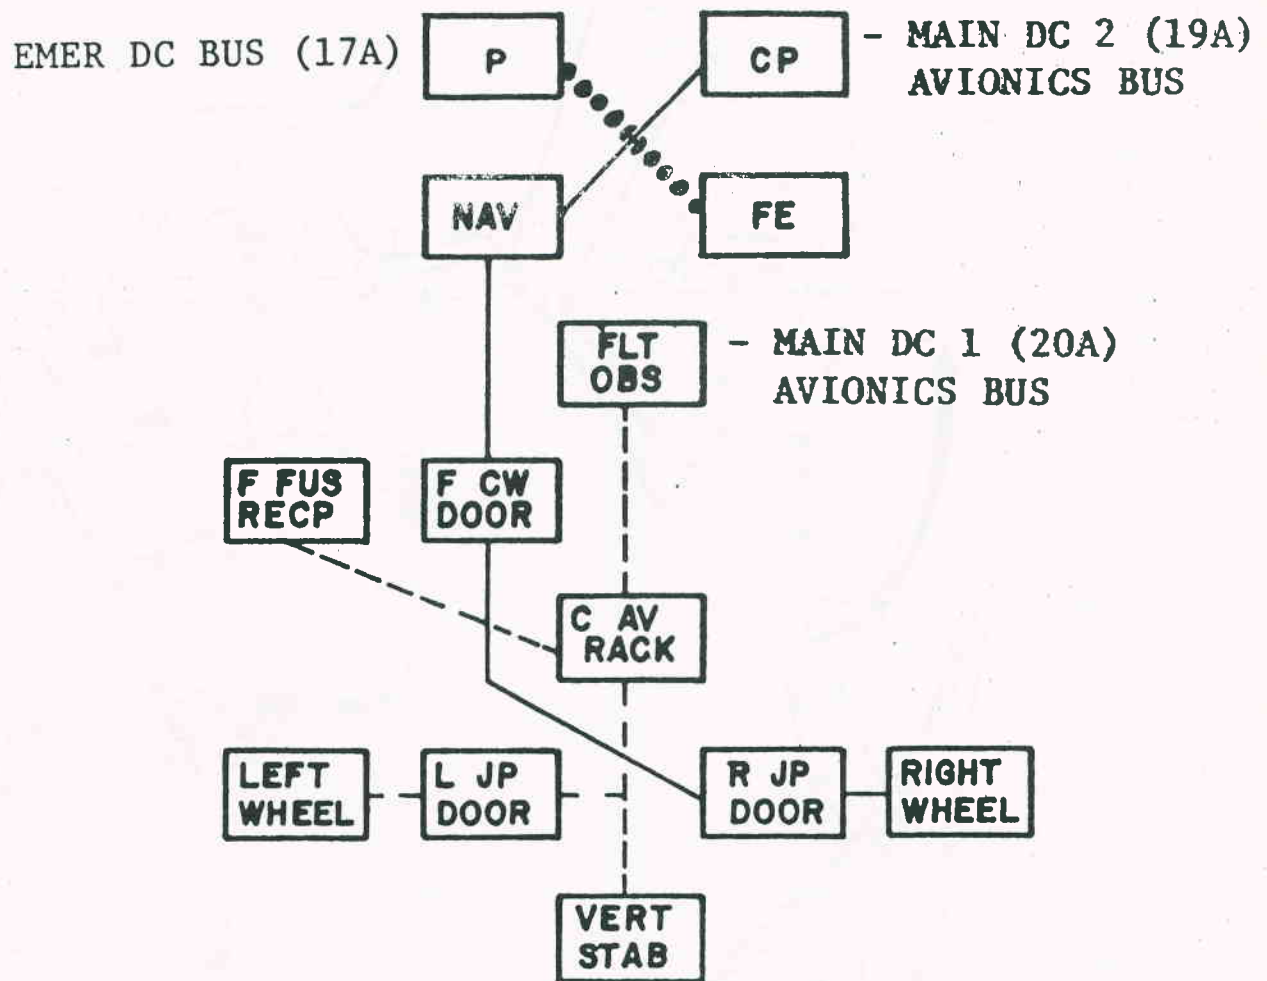 EMER DC BUS (17A)
P
CP
- MAIN DC 2 (19A)
AVIONICS BUS
NAV
FE
FLT
OBS
- MAIN DC 1 (20A)
AVIONICS BUS
F FUS
RECP
F CW
DOOR
C AV
RACK
LEFT
WHEEL
L JP
DOOR
R JP
DOOR
RIGHT
WHEEL
VERT
STAB